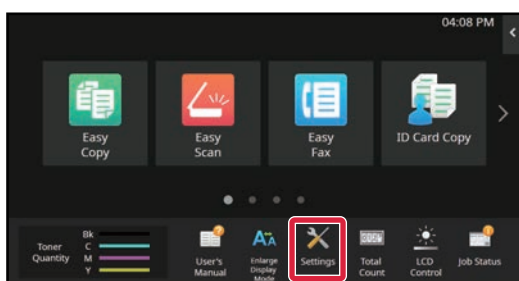 04:08 PM
Easy
Copy
Easy
Scan
Easy
Fax
ID Card Copy
Toner
Quantity
Bk
C
M
Y
User's
Manual
Enlarge
Display
Mode
Settings
Total
Count
LCD
Control
Job Status